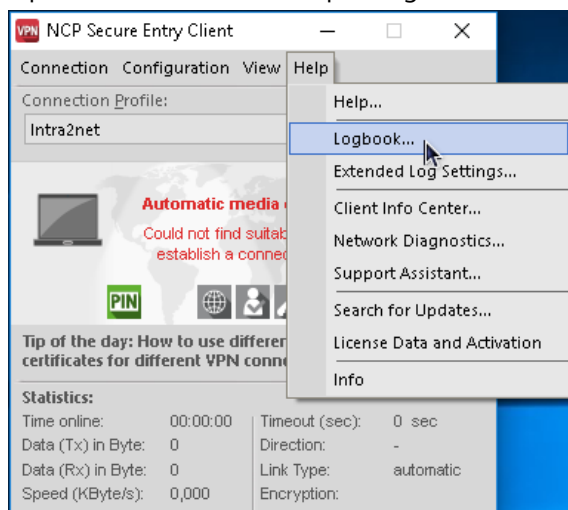 VPN NCP Secure Entry Client
Connection Configuration View Help
Connection Profile:
Intra2net
Help...
Logbook...
Extended Log Settings...
Client Info Center...
Network Diagnostics...
Support Assistant...
Search for Updates...
License Data and Activation
Info
Automatic media
Could not find
establish a
PIN
Tip of the day: How to use
certificates for different VPN
Statistics:
Time online: 00:00:00 Timeout (sec): 0 sec
Data (Tx) in Byte: 0 Direction: -
Data (Rx) in Byte: 0 Link Type: automatic
Speed (KByte/s): 0,000 Encryption: